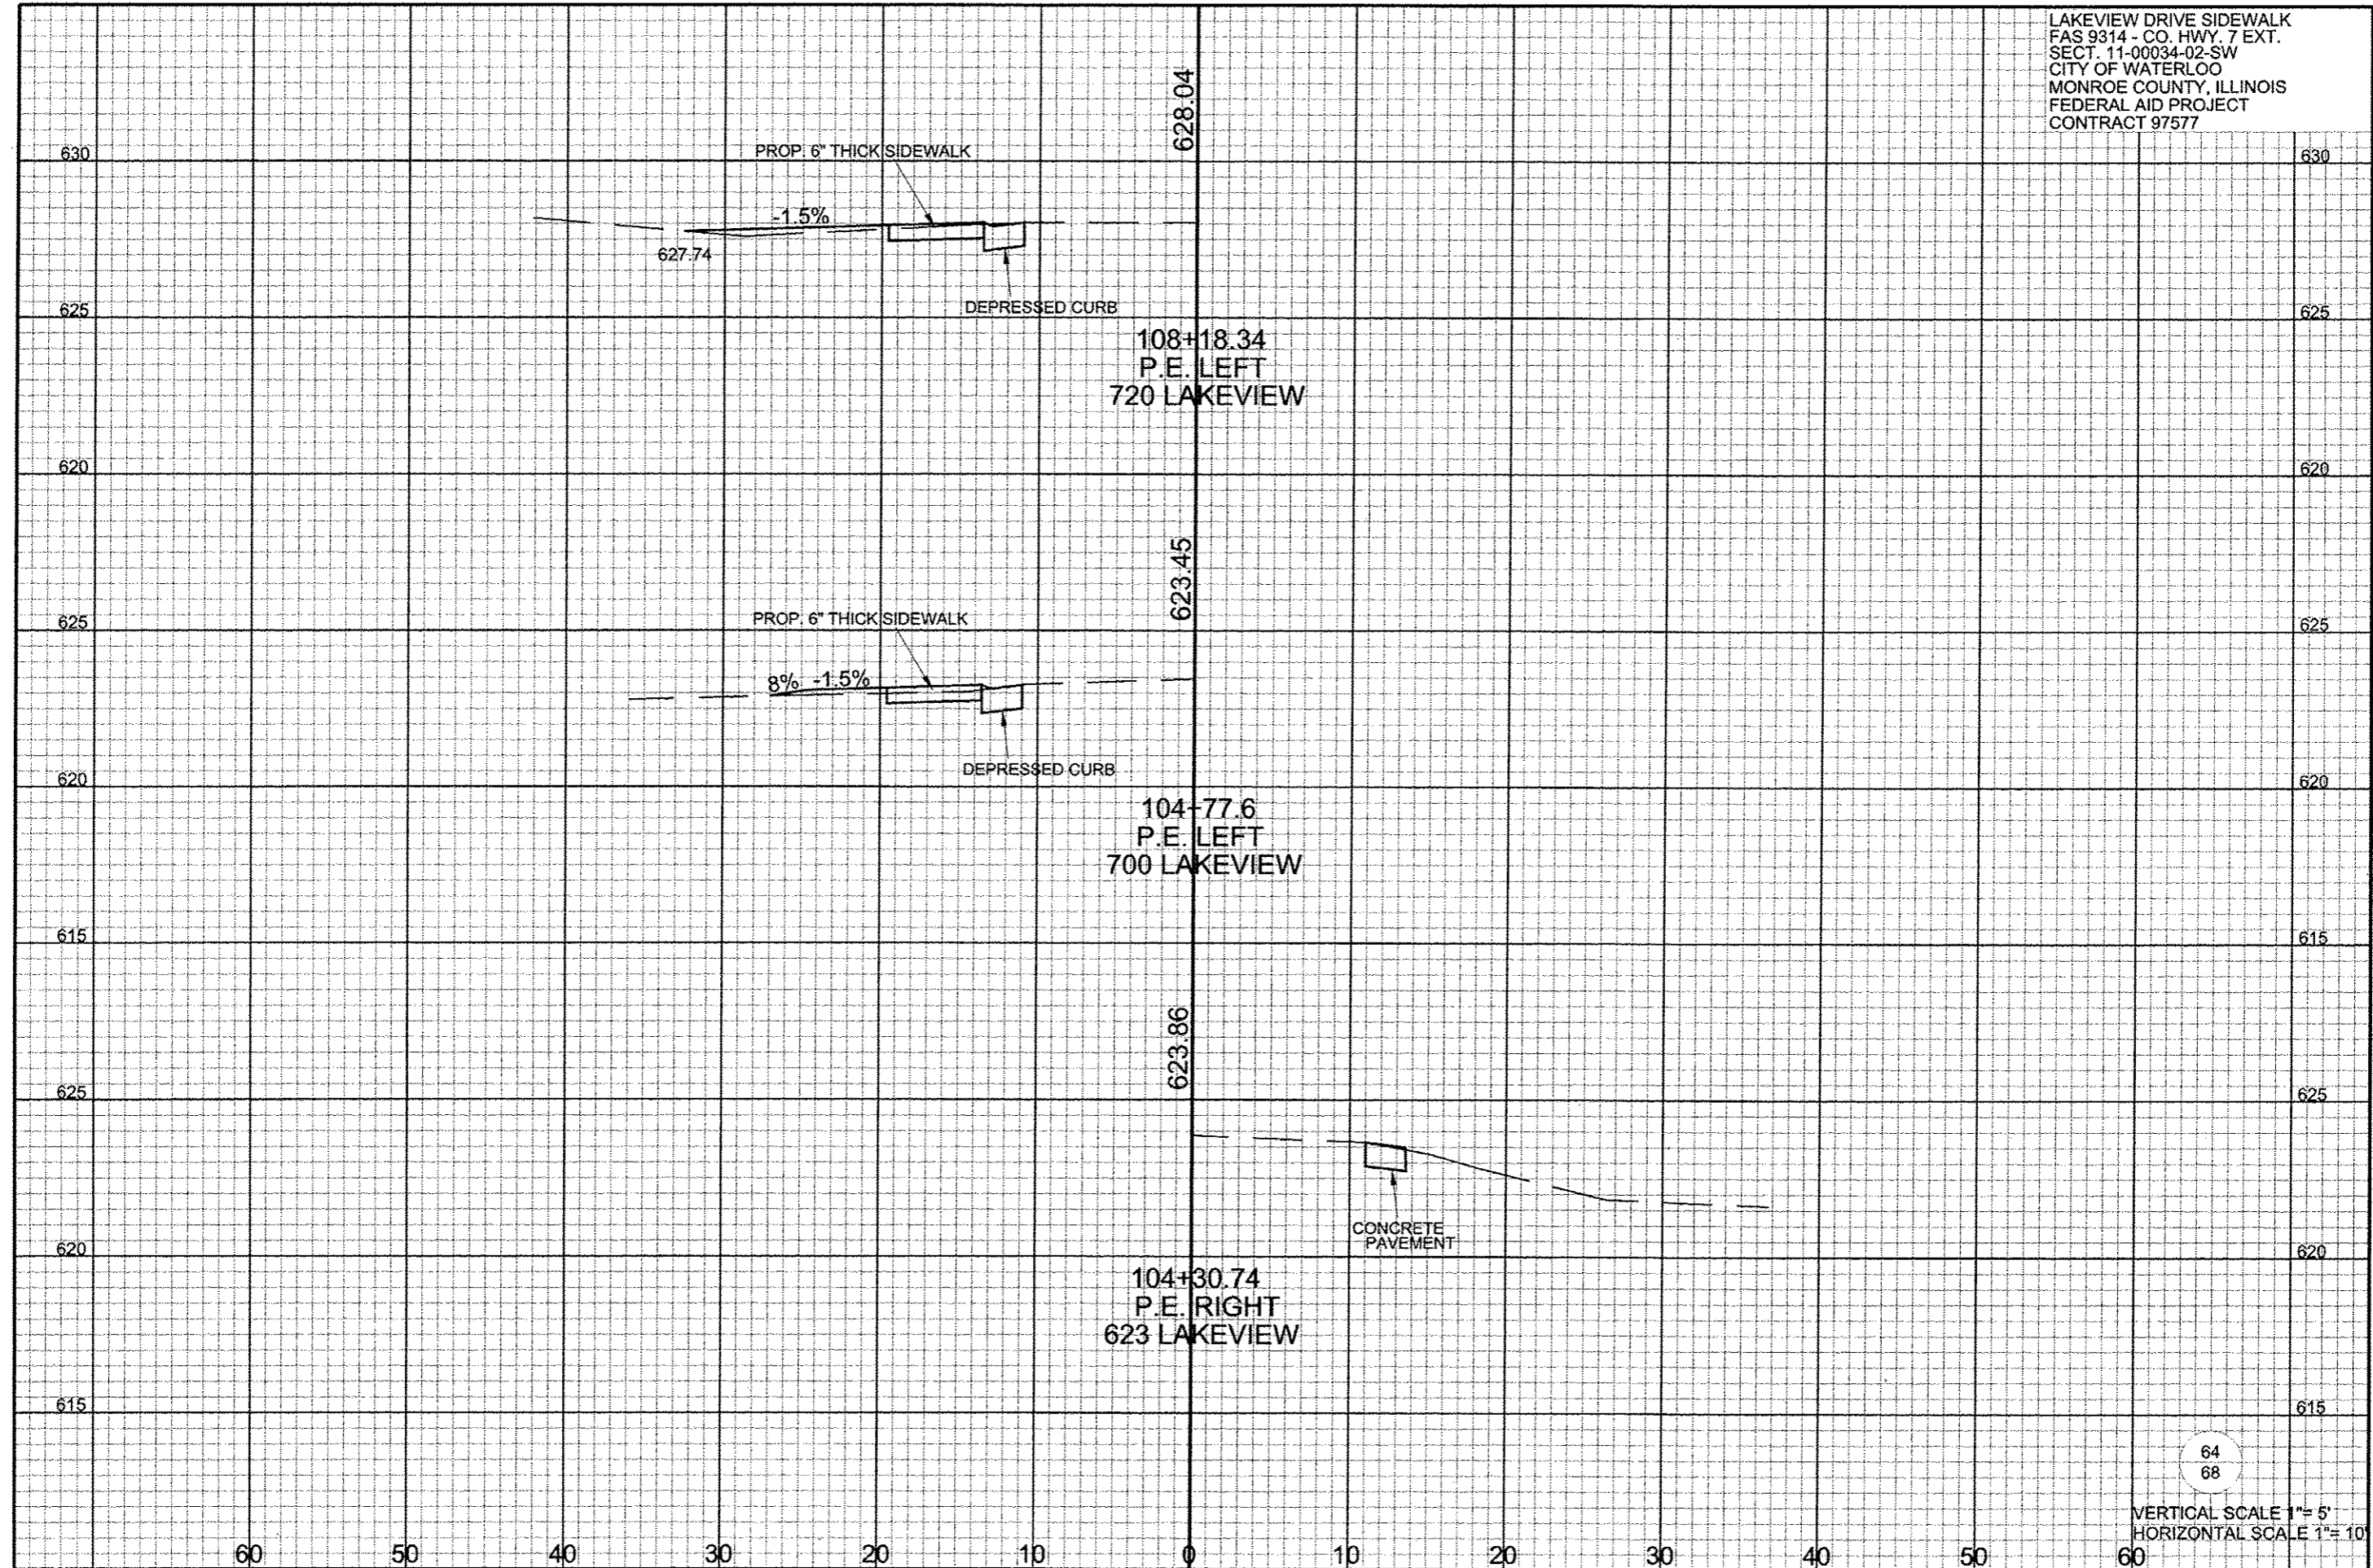 LAKEVIEW DRIVE SIDEWALK
FAS 9314 - CO. HWY. 7 EXT.
SECT. 11-00034-02-SW
CITY OF WATERLOO
MONROE COUNTY, ILLINOIS
FEDERAL AID PROJECT
CONTRACT 97577
628.04
630
PROP. 6" THICK SIDEWALK
630
-1.5%
627.74
625
DEPRESSED CURB
625
108+18.34
P.E. LEFT
720 LAKEVIEW
620
620
623.45
625
PROP. 6" THICK SIDEWALK
625
8% -1.5%
DEPRESSED CURB
620
620
104+77.6
P.E. LEFT
700 LAKEVIEW
615
615
623.86
625
625
CONCRETE
PAVEMENT
620
620
104+30.74
P.E. RIGHT
623 LAKEVIEW
615
615
64
68
VERTICAL SCALE 1"= 5'
HORIZONTAL SCALE 1"= 10'
60 50 40 30 20 10 0 10 20 30 40 50 60